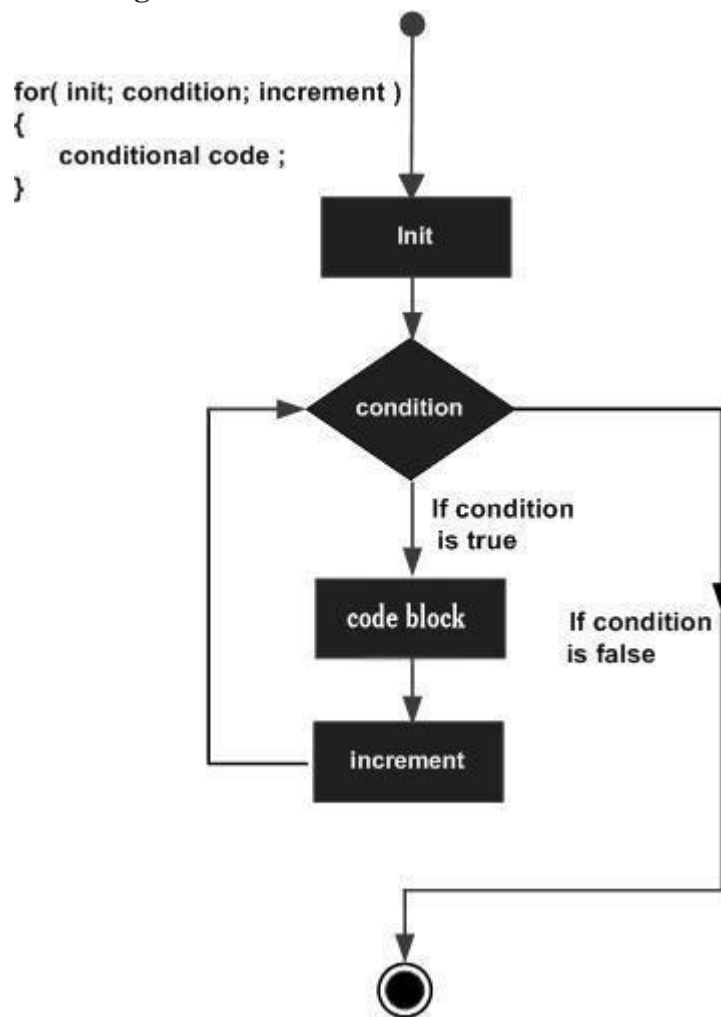 for( init; condition; increment )
{
conditional code ;
}
Init
condition
If condition
is true
code block
If condition
is false
increment